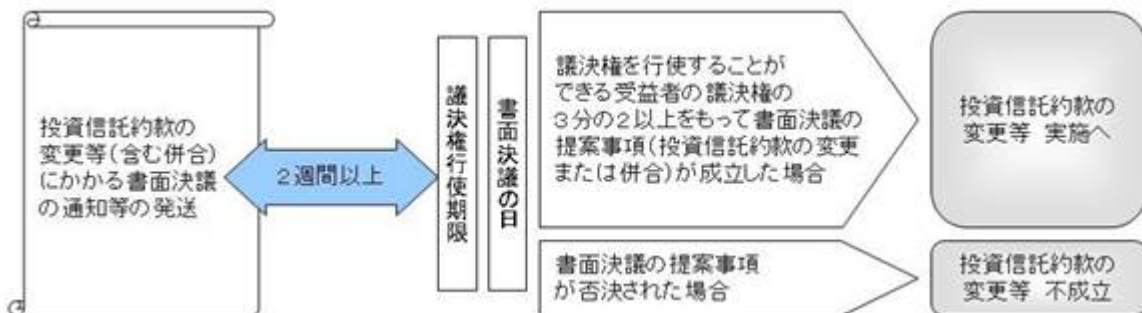 投資信託約款の
変更等(含む併合)
にかかる書面決議
の通知等の発送
2週間以上
議決権行使期限
書面決議の日
議決権を行使することが
できる受益者の議決権の
3分の2以上をもって書面決議の
提案事項(投資信託約款の変更
または併合)が成立した場合
投資信託約款の
変更等 実施へ
書面決議の提案事項
が否決された場合
投資信託約款の
変更等 不成立